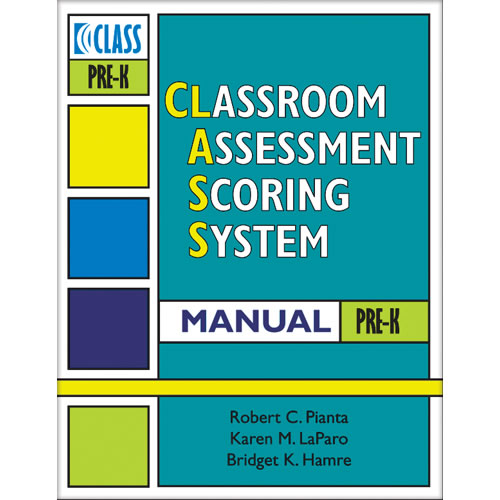 CLASS
PRE-K
CLASSROOM
ASSESSMENT
SCORING
SYSTEM
MANUAL PRE-K
Robert C. Pianta
Karen M. LaParo
Bridget K. Hamre